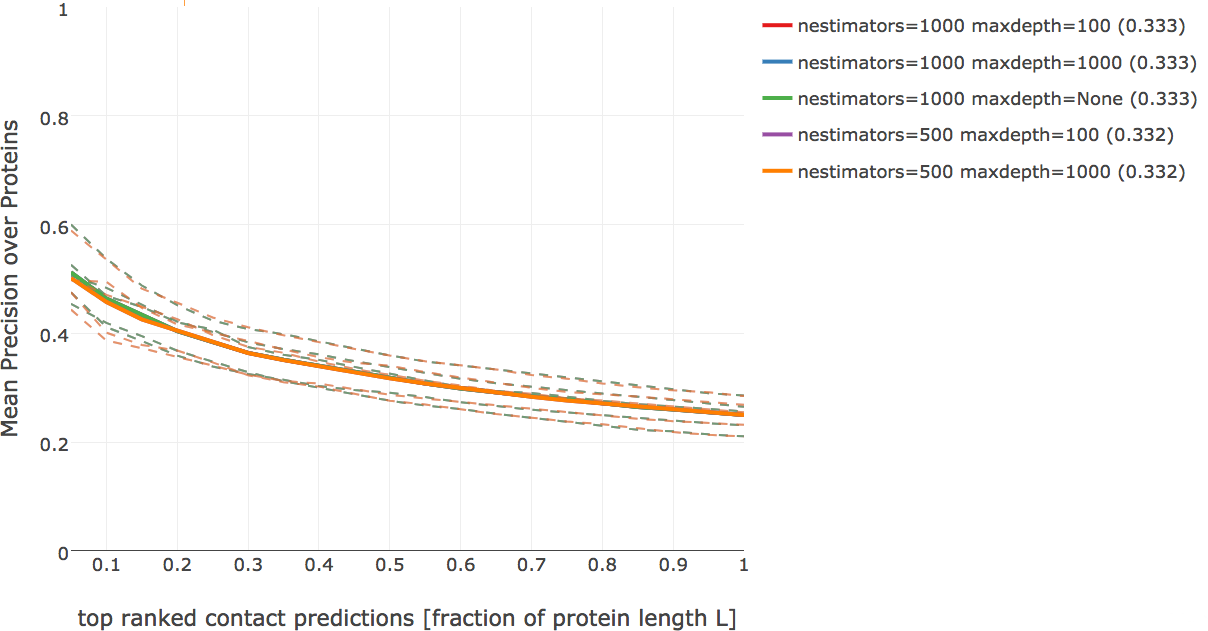 1
0.8
0.6
0.4
0.2
0
Mean Precision over Proteins
0.1 0.2 0.3 0.4 0.5 0.6 0.7 0.8 0.9 1
top ranked contact predictions [fraction of protein length L]
nestimators=1000 maxdepth=100 (0.333)
nestimators=1000 maxdepth=1000 (0.333)
nestimators=1000 maxdepth=None (0.333)
nestimators=500 maxdepth=100 (0.332)
nestimators=500 maxdepth=1000 (0.332)